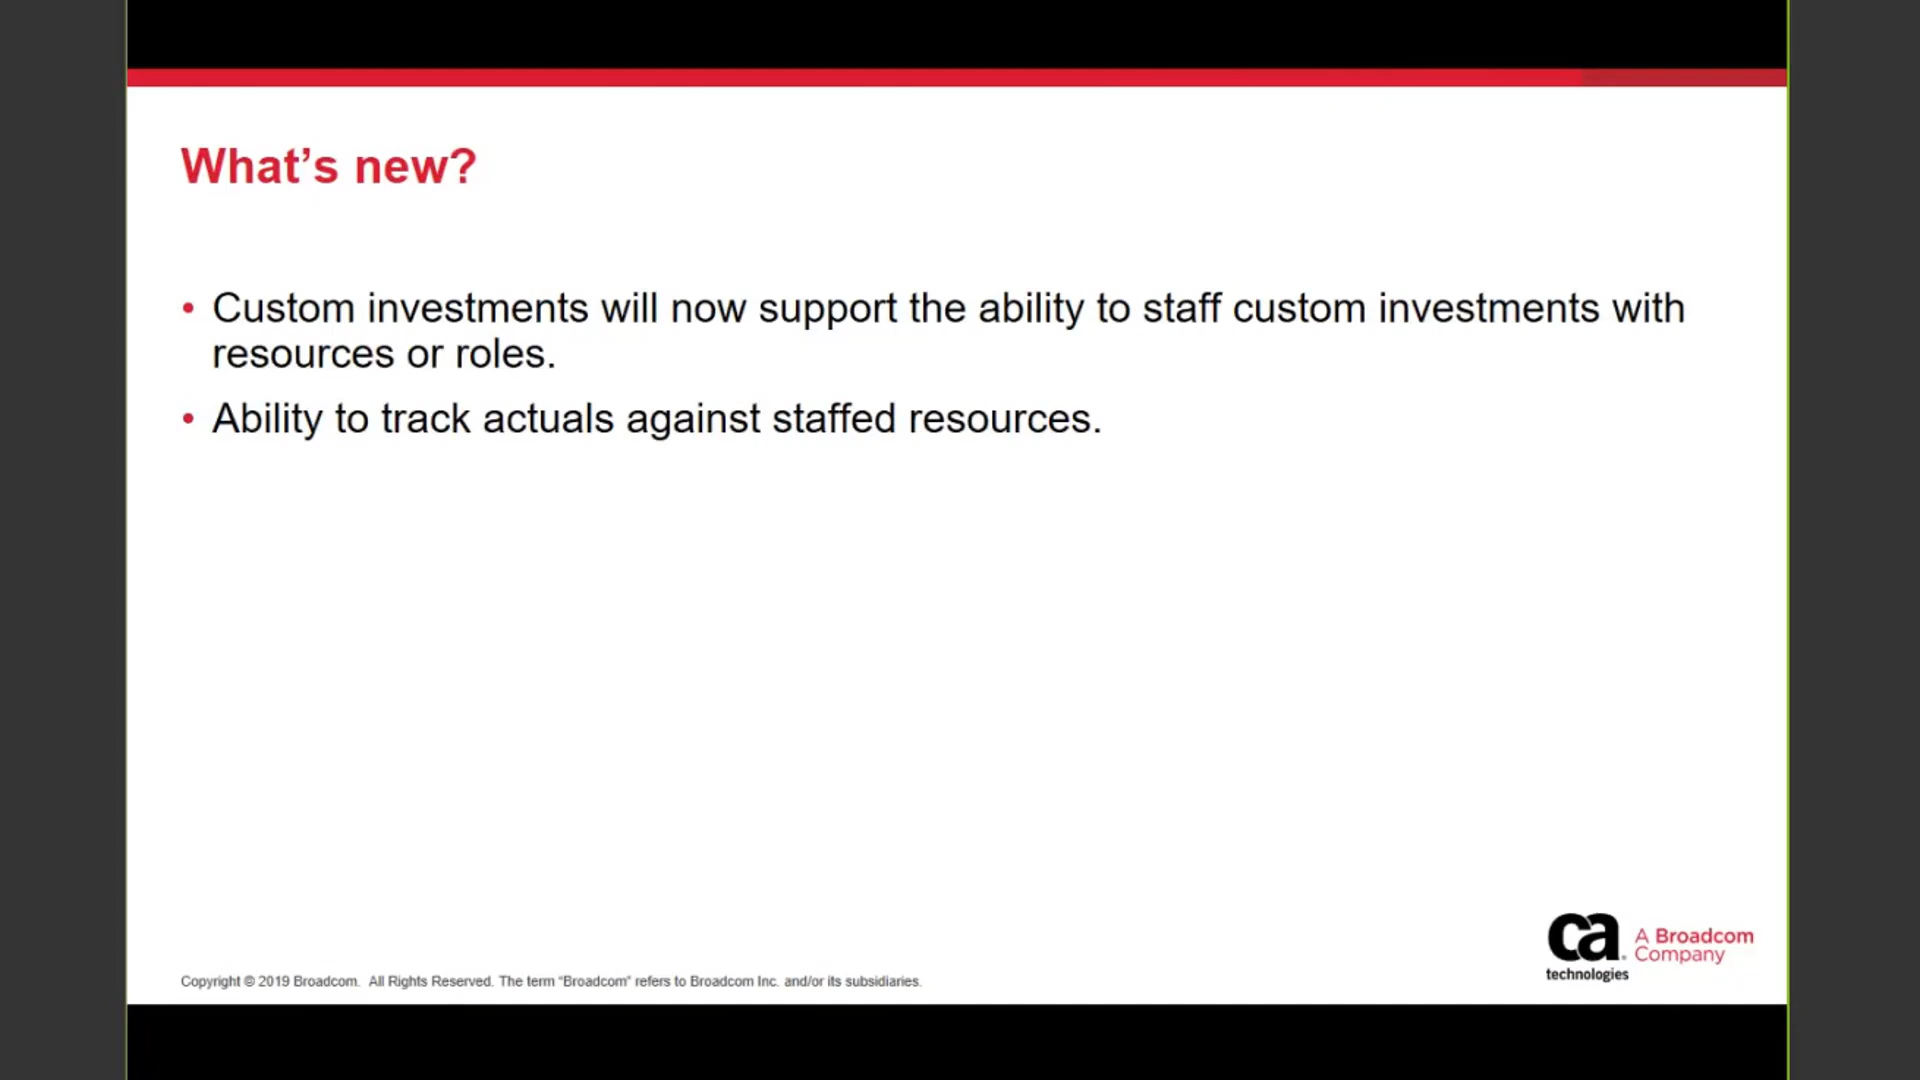 What’s new?
• Custom investments will now support the ability to staff custom investments with
resources or roles.
• Ability to track actuals against staffed resources.
ca
technologies
A Broadcom
Company
Copyright © 2019 Broadcom.  All Rights Reserved. The term “Broadcom” refers to Broadcom Inc. and/or its subsidiaries.